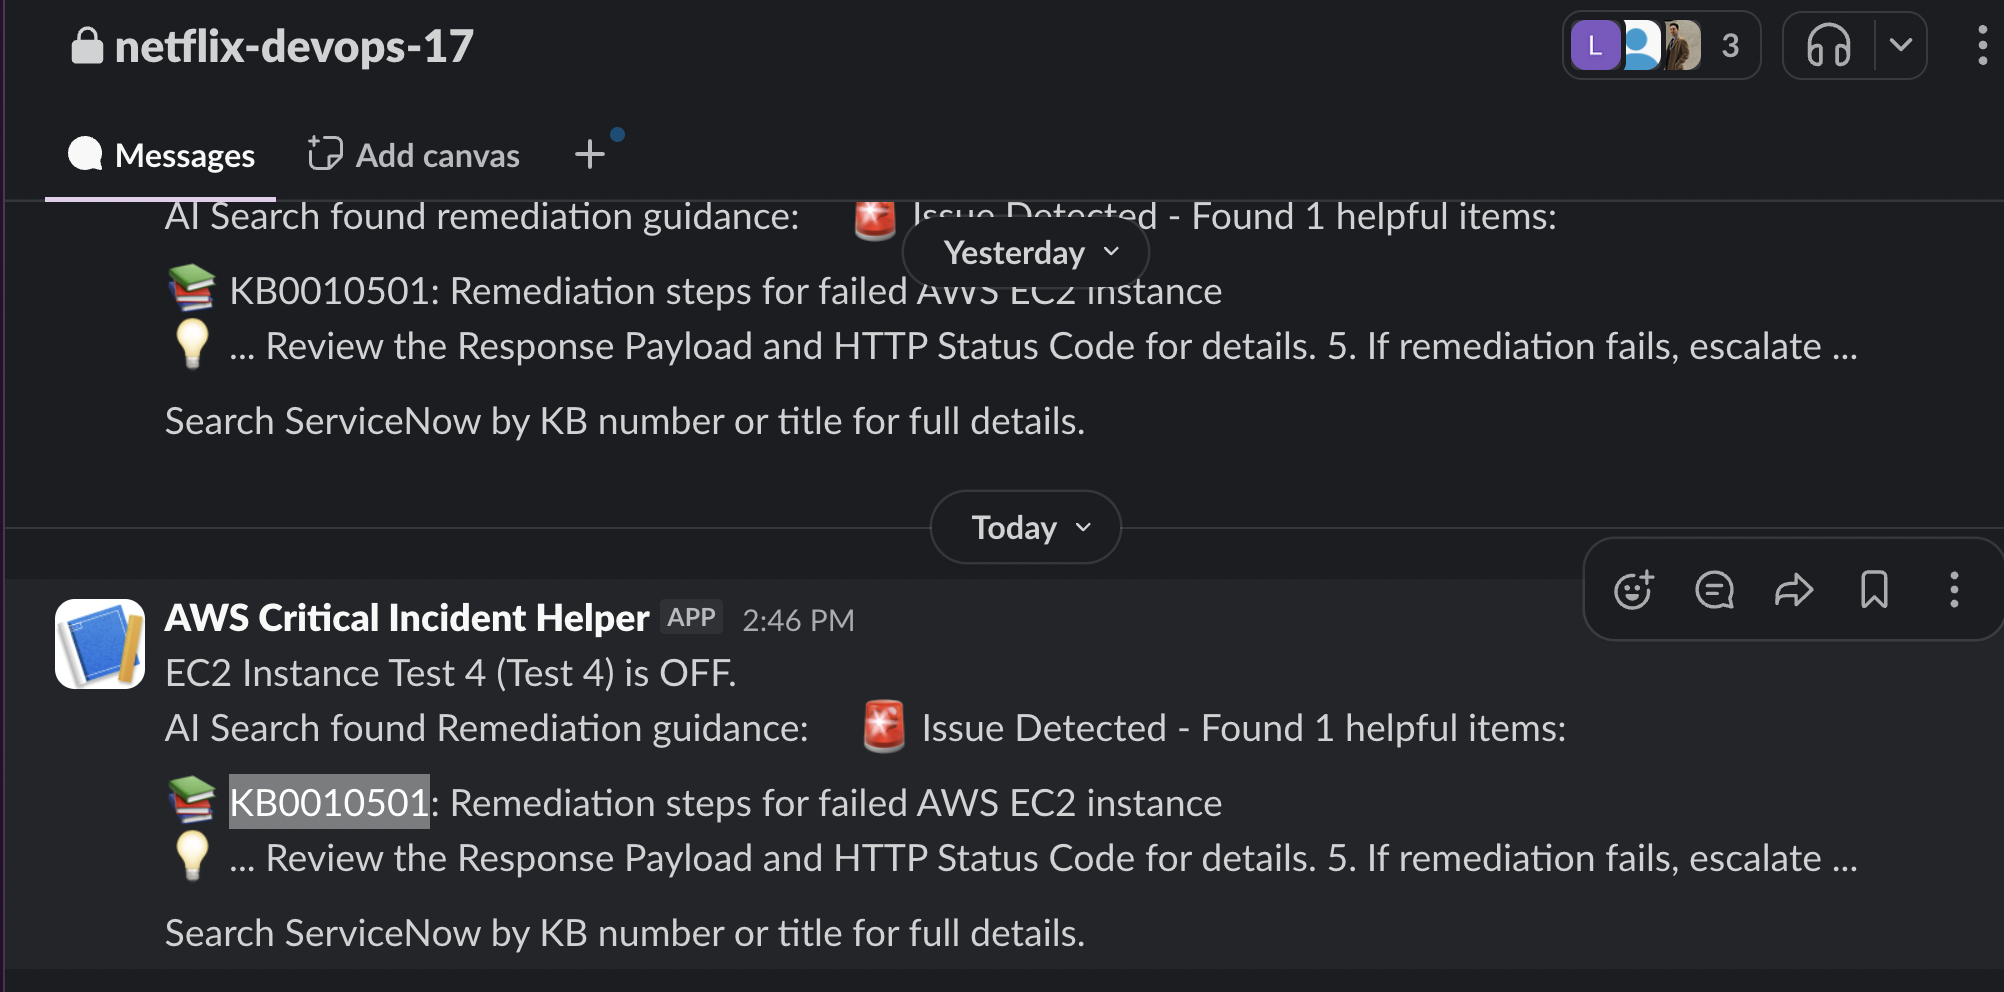 netflix-devops-17
L
3
Messages
Add canvas
AI Search found remediation guidance: Issue Detected - Found 1 helpful items:
Yesterday
KB0010501: Remediation steps for failed AWS EC2 instance
... Review the Response Payload and HTTP Status Code for details. 5. If remediation fails, escalate ...
Search ServiceNow by KB number or title for full details.
Today
AWS Critical Incident Helper APP 2:46 PM
EC2 Instance Test 4 (Test 4) is OFF.
AI Search found Remediation guidance: Issue Detected - Found 1 helpful items:
KB0010501: Remediation steps for failed AWS EC2 instance
... Review the Response Payload and HTTP Status Code for details. 5. If remediation fails, escalate ...
Search ServiceNow by KB number or title for full details.